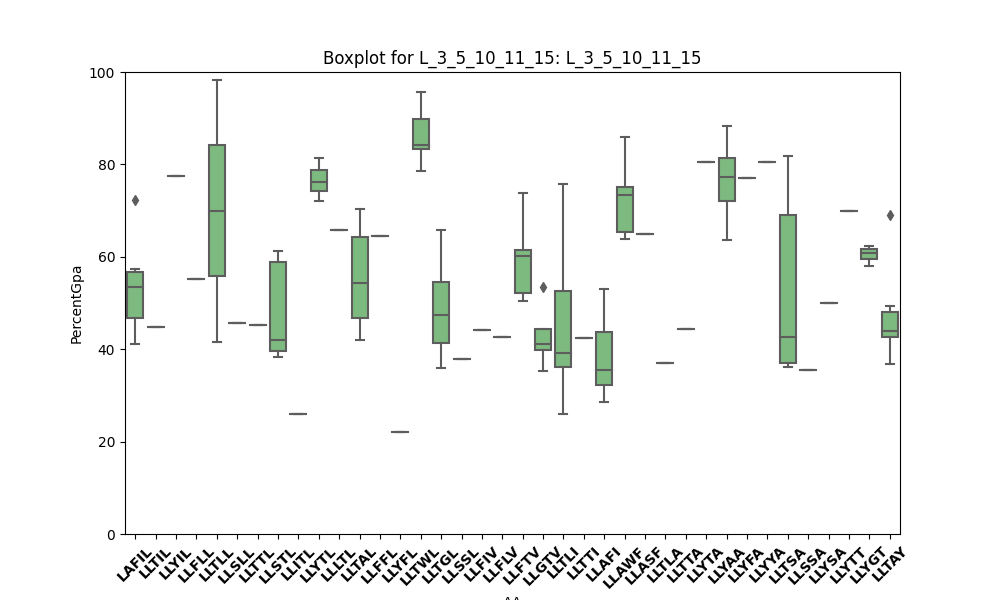 Boxplot for L_3_5_10_11_15: L_3_5_10_11_15
PercentGpa
100
80
60
40
20
0
LAFIL LLTIL LLYIL LLFLL LLTLL LLSLL LLTTL LLSTL LLITL LLYTL LLLTL LLTAL LLFFL LLYFL LLTWL LLTGL LLSSL LLFIV LLFLV LLFTV LLGTV LLTLI LLTTI LLAFI LLAWF LLASF LLTLA LLTTA LLYTA LLYAA LLYFA LLYYA LLTSA LLSSA LLYSA LLYTT LLYGT LLTAY